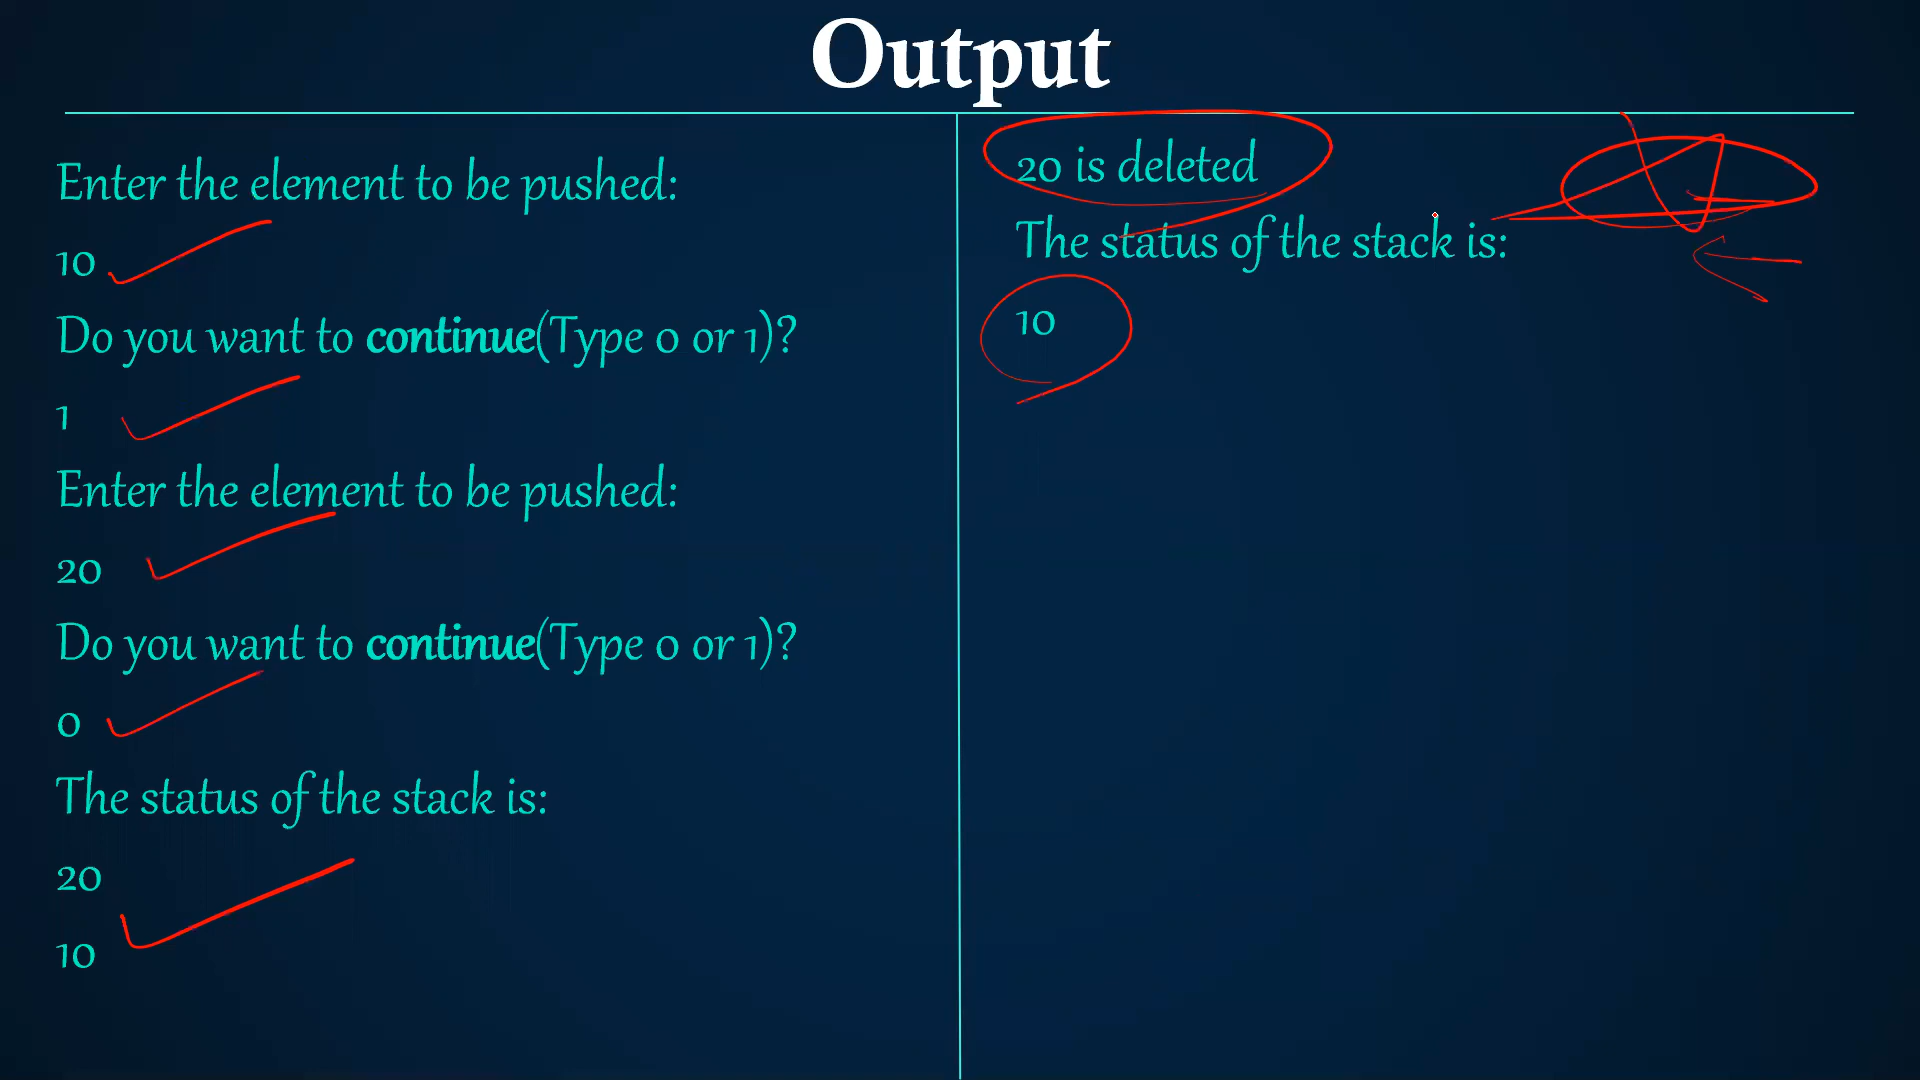 Output
Enter the element to be pushed:
10
Do you want to continue(Type 0 or 1)?
1
Enter the element to be pushed:
20
Do you want to continue(Type 0 or 1)?
0
The status of the stack is:
20
10
20 is deleted
The status of the stack is:
10